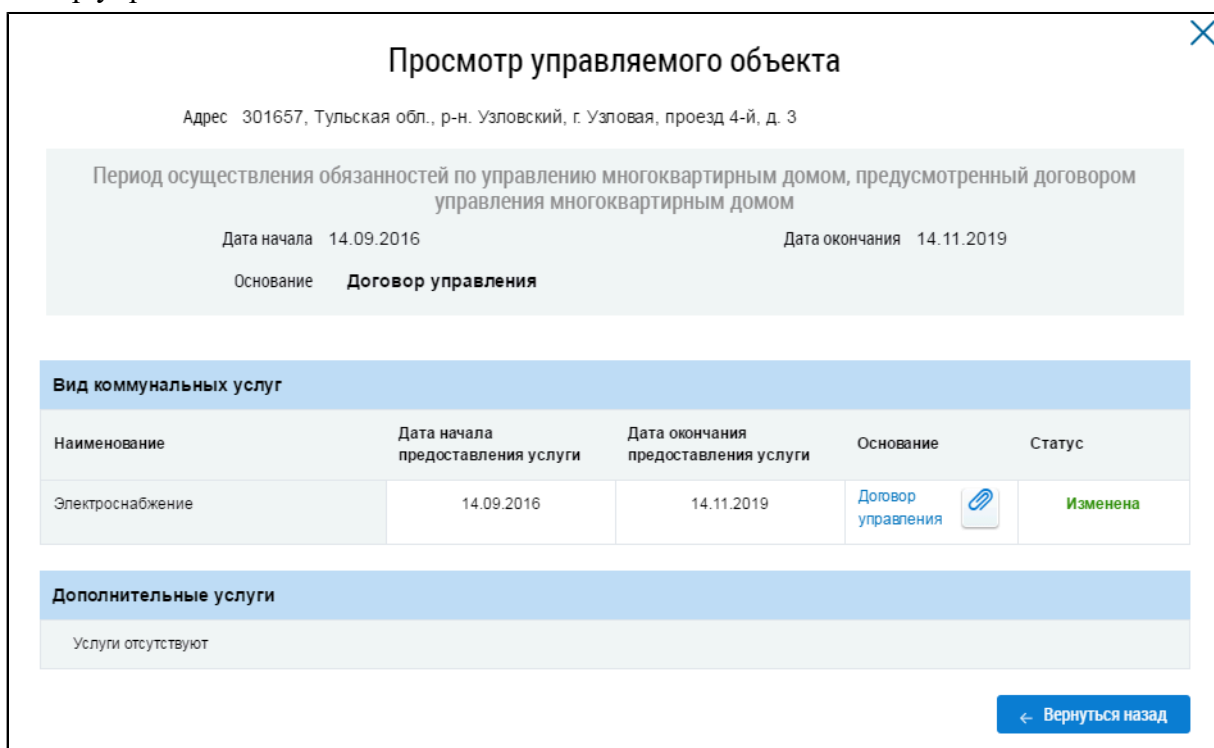 Просмотр управляемого объекта
Адрес 301657, Тульская обл., р-н. Узловский, г. Узловая, проезд 4-й, д. 3
Период осуществления обязанностей по управлению многоквартирным домом, предусмотренный договором
управления многоквартирным домом
Дата начала 14.09.2016 Дата окончания 14.11.2019
Основание Договор управления
Вид коммунальных услуг
Наименование Дата начала предоставления услуги Дата окончания предоставления услуги Основание Статус
Электроснабжение 14.09.2016 14.11.2019 Договор управления Изменена
Дополнительные услуги
Услуги отсутствуют
← Вернуться назад